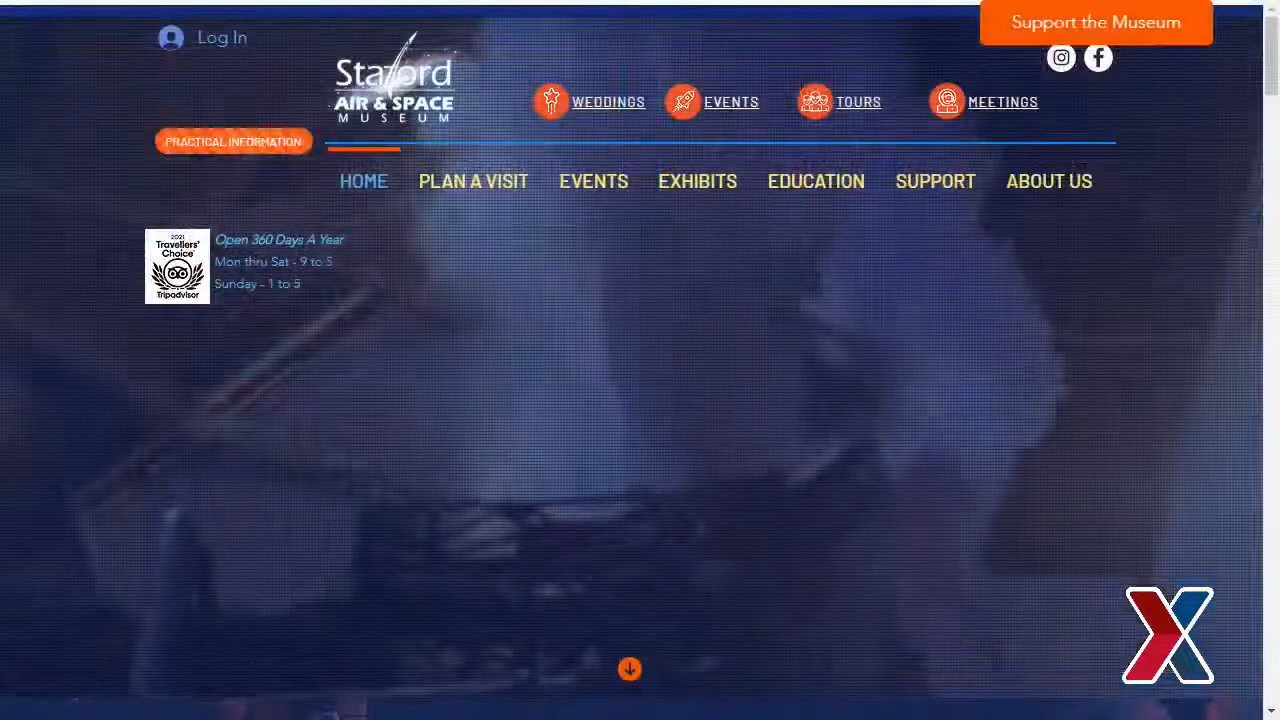 Support the Museum
Log In
Stafford
AIR & SPACE
MUSEUM
WEDDINGS
EVENTS
TOURS
MEETINGS
PRACTICAL INFORMATION
HOME
PLAN A VISIT
EVENTS
EXHIBITS
EDUCATION
SUPPORT
ABOUT US
2021
Travellers'
Choice
Tripadvisor
Open 360 Days A Year
Mon thru Sat - 9 to 5
Sunday - 1 to 5
X